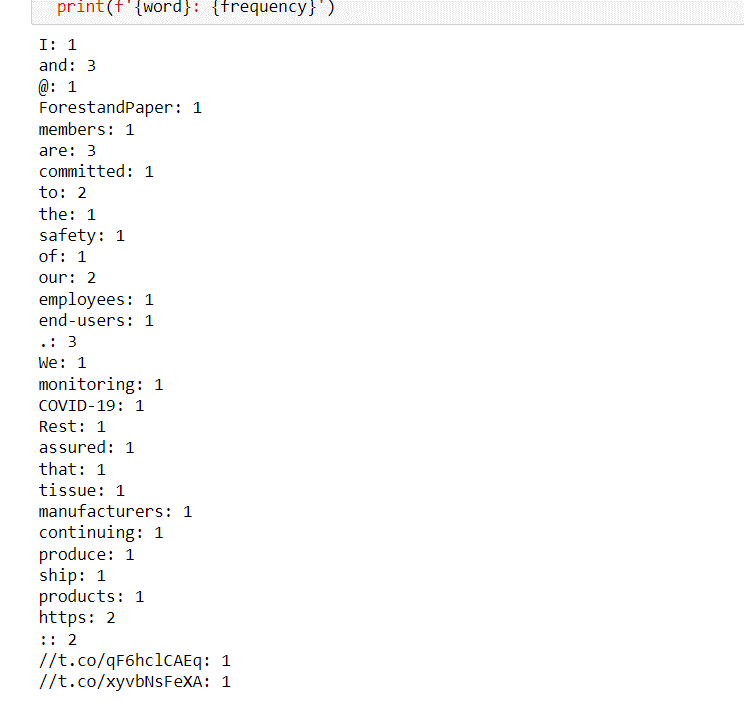 print(f'{word}: {frequency}')
I: 1
and: 3
@: 1
ForestandPaper: 1
members: 1
are: 3
committed: 1
to: 2
the: 1
safety: 1
of: 1
our: 2
employees: 1
end-users: 1
.: 3
We: 1
monitoring: 1
COVID-19: 1
Rest: 1
assured: 1
that: 1
tissue: 1
manufacturers: 1
continuing: 1
produce: 1
ship: 1
products: 1
https: 2
:: 2
//t.co/qF6hclCAEq: 1
//t.co/xyvbNsFeXA: 1